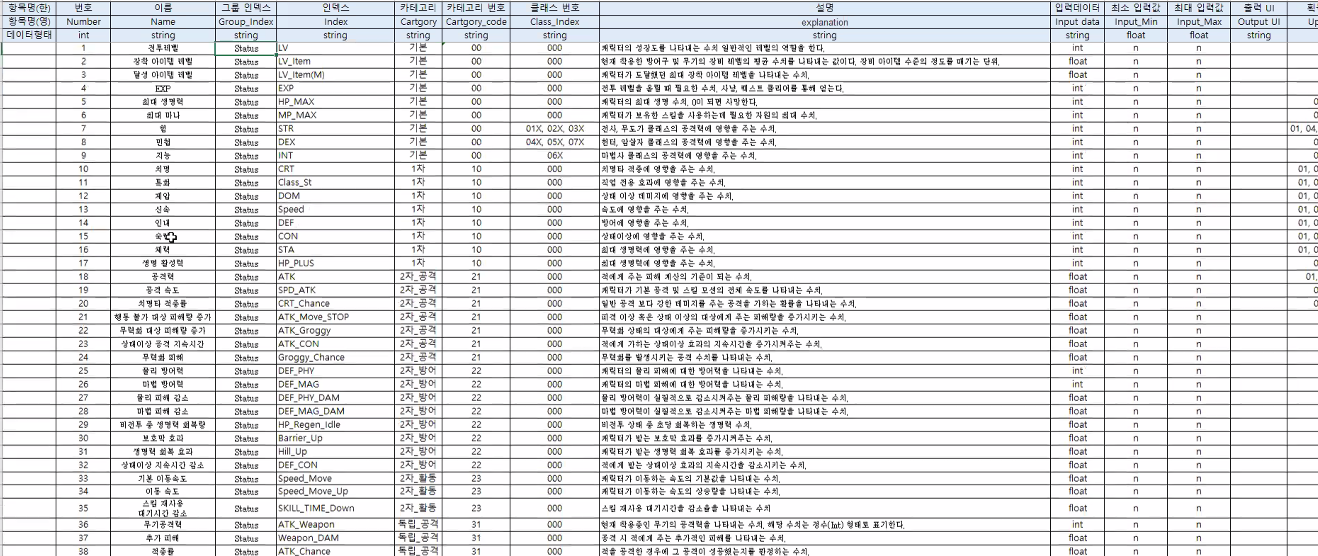 항목명(한) 번호 이름 그룹 인덱스 인덱스 카테고리 카테고리 번호 클래스 번호 설명 입력데이터 최소 입력값 최대 입력값 출력 UI
항목명(영) Number Name Group_Index Index Cartgory Cartgory_code Class_Index explanation Input data Input_Min Input_Max Output UI
데이터형태 int string string string string string string string string float float string
1 전투레벨 Status LV 기본 00 000 캐릭터의 성장도를 나타내는 수치 일반적인 레벨의 역할을 한다. int n n
2 장착 아이템 레벨 Status LV_Item 기본 00 000 현재 착용한 방어구 및 무기의 장비 레벨의 평균 수치를 나타내는 값이다. 장비 아이템 수준의 정도를 매기는 단위. float n n
3 달성 아이템 레벨 Status LV_Item(M) 기본 00 000 캐릭터가 도달했던 최대 장착 아이템 레벨을 나타내는 수치. float n n
4 EXP Status EXP 기본 00 000 전투 레벨을 올릴 때 필요한 수치. 사냥, 퀘스트 클리어를 통해 얻는다. int n n
5 최대 생명력 Status HP_MAX 기본 00 000 캐릭터의 최대 생명 수치. 0이 되면 사망한다. int n n
6 최대 마나 Status MP_MAX 기본 00 000 캐릭터가 보유한 스킬을 사용하는데 필요한 자원의 최대 수치. int n n
7 힘 Status STR 기본 00 01X, 02X, 03X 전사, 무도가 클래스의 공격력에 영향을 주는 수치. int n n 01, 04,
8 민첩 Status DEX 기본 00 04X, 05X, 07X 헌터, 암살자 클래스의 공격력에 영향을 주는 수치. int n n
9 지능 Status INT 기본 00 06X 마법사 클래스의 공격력에 영향을 주는 수치. int n n
10 치명 Status CRT 1차 10 000 치명타 적중에 영향을 주는 수치. int n n
11 특화 Status Class_St 1차 10 000 직업 전용 효과에 영향을 주는 수치. int n n
12 제압 Status DOM 1차 10 000 상태 이상 데미지에 영향을 주는 수치. int n n
13 신속 Status Speed 1차 10 000 속도에 영향을 주는 수치. int n n
14 인내 Status DEF 1차 10 000 방어에 영향을 주는 수치. int n n
15 Status CON 1차 10 000 상태이상에 영향을 주는 수치. int n n
16 체력 Status STA 1차 10 000 최대 생명력에 영향을 주는 수치. int n n
17 생명 활성력 Status HP_PLUS 1차 10 000 최대 생명력에 영향을 주는 수치. int n n
18 공격력 Status ATK 2차_공격 21 000 적에게 주는 피해 계산의 기준이 되는 수치. float n n
19 공격 속도 Status SPD_ATK 2차_공격 21 000 캐릭터가 기본 공격 및 스킬 모션의 전체 속도를 나타내는 수치. float n n
20 치명타 적중률 Status CRT_Chance 2차_공격 21 000 일반 공격 보다 강한 데미지를 주는 공격을 가하는 확률을 나타내는 수치. float n n
21 행동 불가 대상 피해량 증가 Status ATK_Move_STOP 2차_공격 21 000 피격 이상 혹은 상태 이상의 대상에게 주는 피해량을 증가시키는 수치. float n n
22 무력화 대상 피해량 증가 Status ATK_Groggy 2차_공격 21 000 무력화 상태의 대상에게 주는 피해량을 증가시키는 수치. float n n
23 상태이상 공격 지속시간 Status ATK_CON 2차_공격 21 000 적에게 가하는 상태이상 효과의 지속시간을 증가시켜주는 수치. float n n
24 무력화 피해 Status Groggy_Chance 2차_공격 21 000 무력화를 발생시키는 공격 수치를 나타내는 수치. float n n
25 물리 방어력 Status DEF_PHY 2차_방어 22 000 캐릭터의 물리 피해에 대한 방어력을 나타내는 수치. int n n
26 마법 방어력 Status DEF_MAG 2차_방어 22 000 캐릭터의 마법 피해에 대한 방어력을 나타내는 수치. int n n
27 물리 피해 감소 Status DEF_PHY_DAM 2차_방어 22 000 물리 방어력이 실질적으로 감소시켜주는 물리 피해량을 나타내는 수치. float n n
28 마법 피해 감소 Status DEF_MAG_DAM 2차_방어 22 000 마법 방어력이 실질적으로 감소시켜주는 마법 피해량을 나타내는 수치. float n n
29 비전투 중 생명력 회복량 Status HP_Regen_Idle 2차_방어 22 000 비전투 상태 중 초당 회복하는 생명력 수치. float n n
30 보호막 효과 Status Barrier_Up 2차_방어 22 000 캐릭터가 받는 보호막 효과를 증가시켜주는 수치. float n n
31 생명력 회복 효과 Status Hill_Up 2차_방어 22 000 캐릭터가 받는 생명력 회복 효과를 증가시켜주는 수치. float n n
32 상태이상 지속시간 감소 Status DEF_CON 2차_방어 22 000 적에게 받는 상태이상 효과의 지속시간을 감소시키는 수치. float n n
33 기본 이동속도 Status Speed_Move 2차_활동 23 000 캐릭터가 이동하는 속도의 기본값을 나타내는 수치. float n n
34 이동 속도 Status Speed_Move_Up 2차_활동 23 000 캐릭터가 이동하는 속도의 상승량을 나타내는 수치. float n n
35 스킬 재사용 대기시간 감소 Status SKILL_TIME_Down 2차_활동 23 000 스킬 재사용 대기시간을 감소율을 나타내는 수치 float n n
36 무기공격력 Status ATK_Weapon 독립_공격 31 000 현재 착용중인 무기의 공격력을 나타내는 수치. 해당 수치는 정수(Int) 형태로 표기한다. int n n
37 추가 피해 Status Weapon_DAM 독립_공격 31 000 공격 시 적에게 주는 추가적인 피해를 나타내는 수치. float n n
38 적중률 Status ATK_Chance 독립_공격 31 000 적을 공격한 경우에 그 공격이 성공했는지를 판정하는 수치. float n n